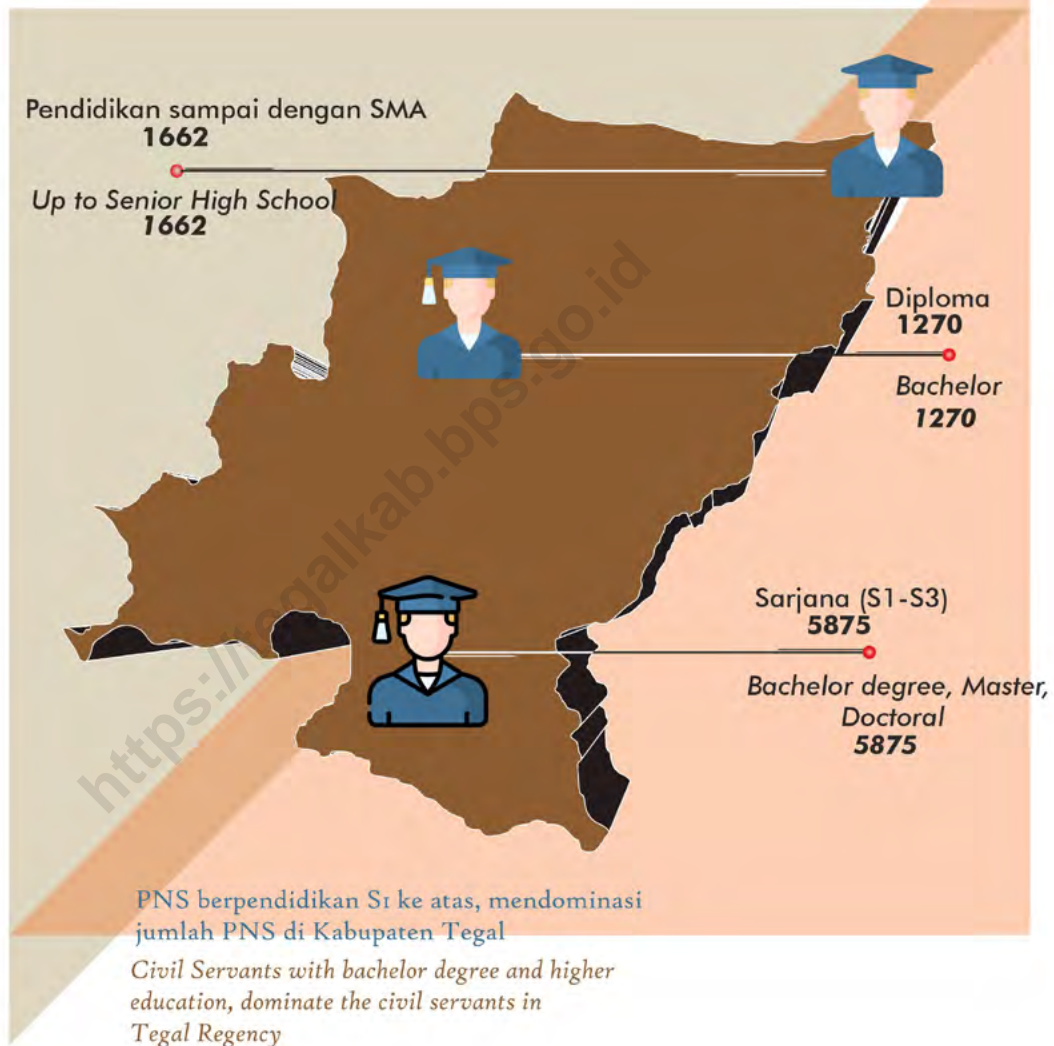 Pendidikan sampai dengan SMA
1662
Up to Senior High School
1662
Diploma
1270
Bachelor
1270
Sarjana (S1-S3)
5875
Bachelor degree, Master,
Doctoral
5875
https://tegalkab.bps.go.id
PNS berpendidikan S1 ke atas, mendominasi
jumlah PNS di Kabupaten Tegal
Civil Servants with bachelor degree and higher
education, dominate the civil servants in
Tegal Regency